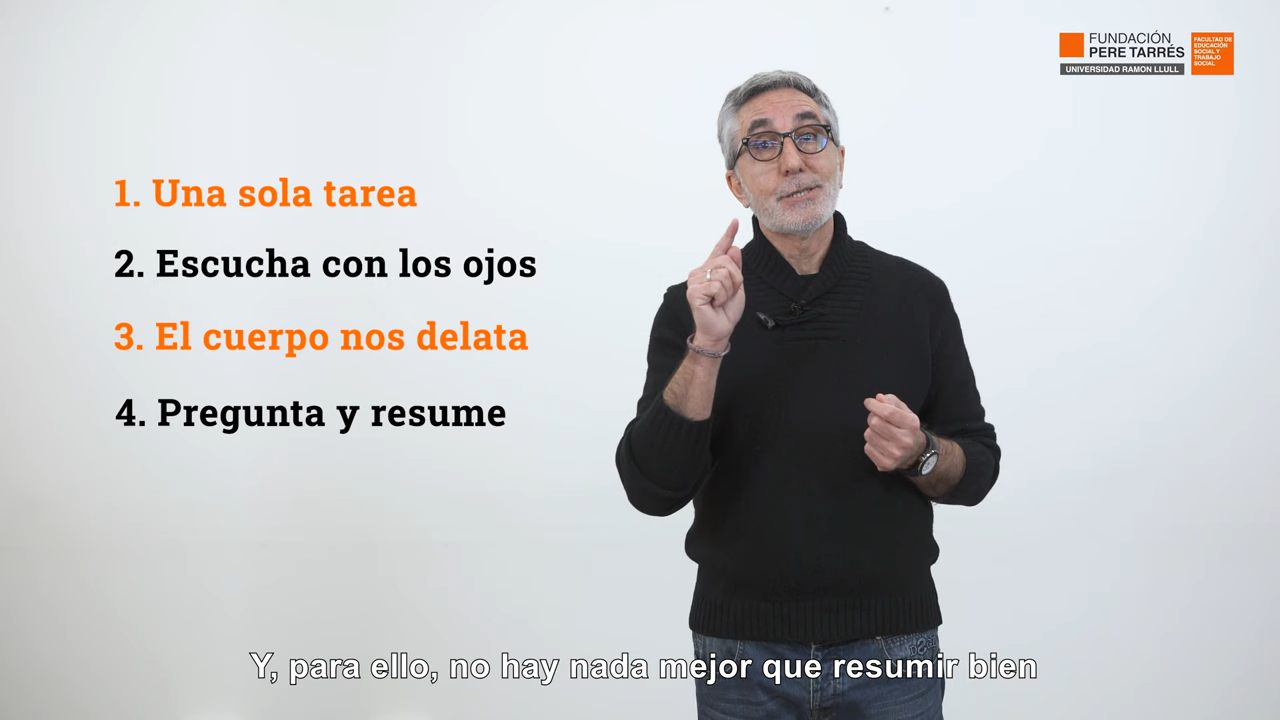 FUNDACIÓN
PERE TARRÉS
UNIVERSIDAD RAMON LLULL
FACULTAD DE
EDUCACIÓN
SOCIAL Y
TRABAJO
SOCIAL
1. Una sola tarea
2. Escucha con los ojos
3. El cuerpo nos delata
4. Pregunta y resume
Y, para ello, no hay nada mejor que resumir bien